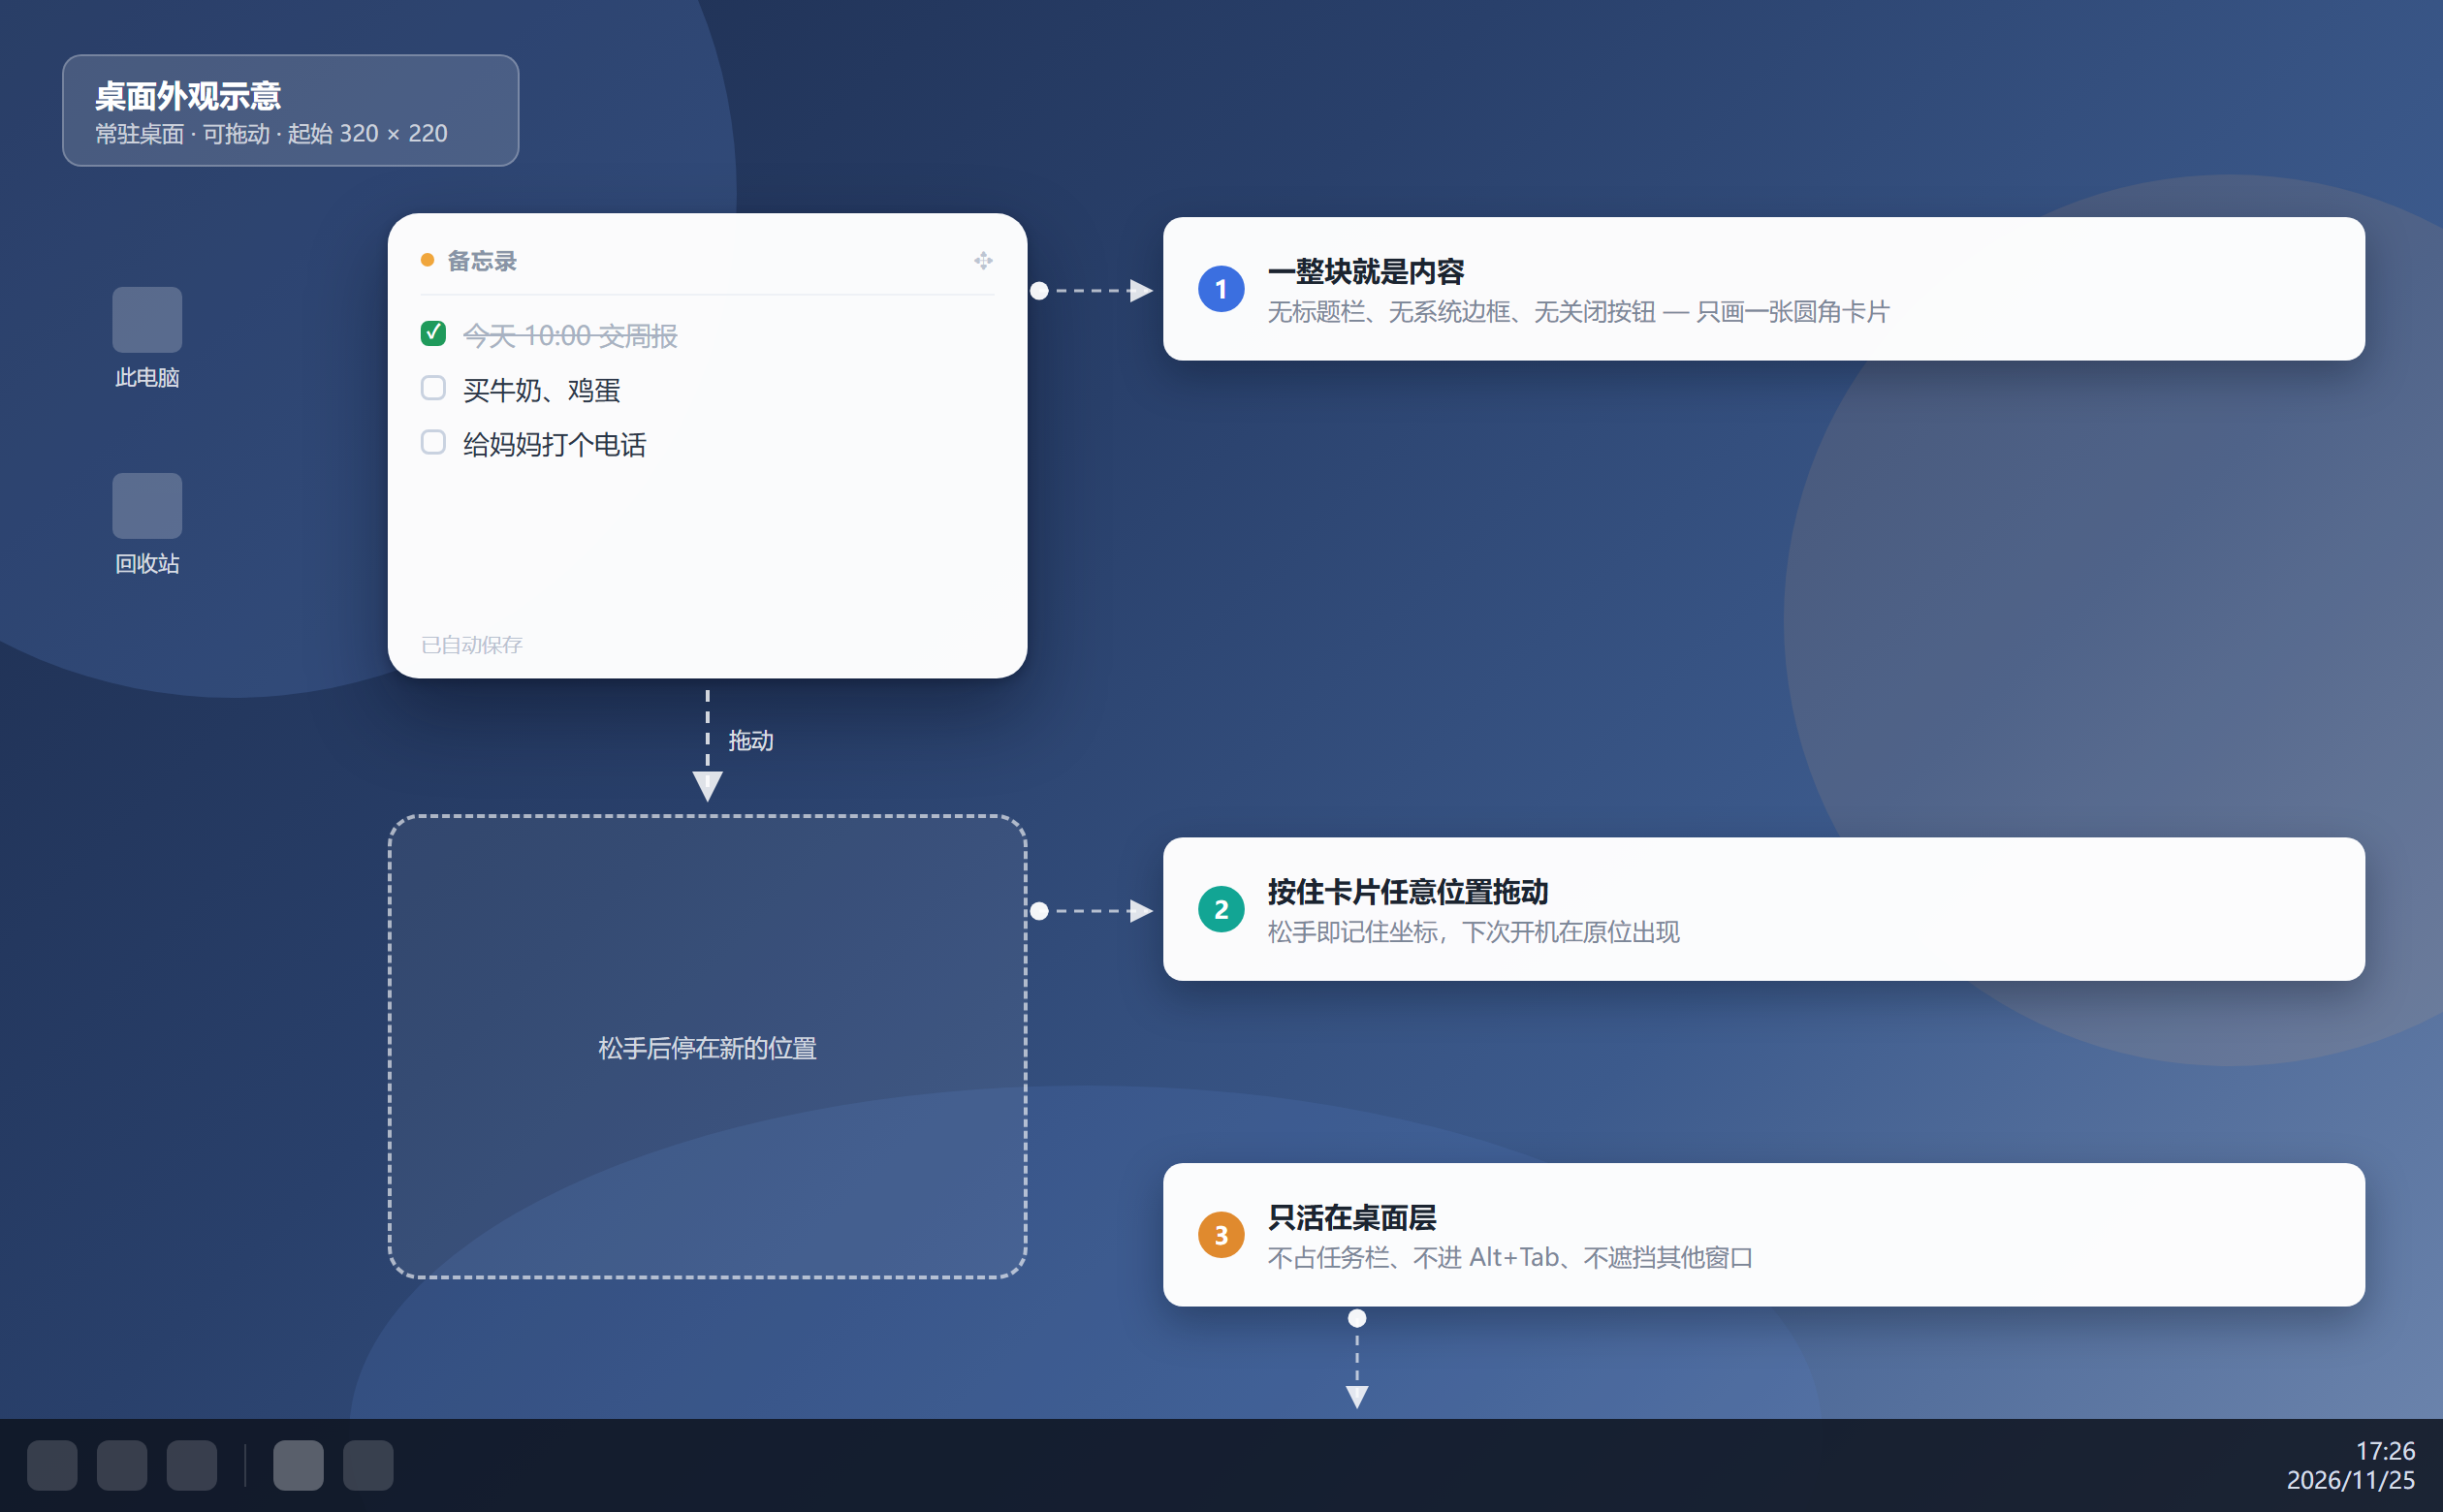 桌面外观示意
常驻桌面 · 可拖动 · 起始 320 × 220
此电脑
回收站
备忘录
今天 10:00 交周报
买牛奶、鸡蛋
给妈妈打个电话
已自动保存
1
一整块就是内容
无标题栏、无系统边框、无关闭按钮 — 只画一张圆角卡片
拖动
松手后停在新的位置
2
按住卡片任意位置拖动
松手即记住坐标，下次开机在原位出现
3
只活在桌面层
不占任务栏、不进 Alt+Tab、不遮挡其他窗口
17:26
2026/11/25